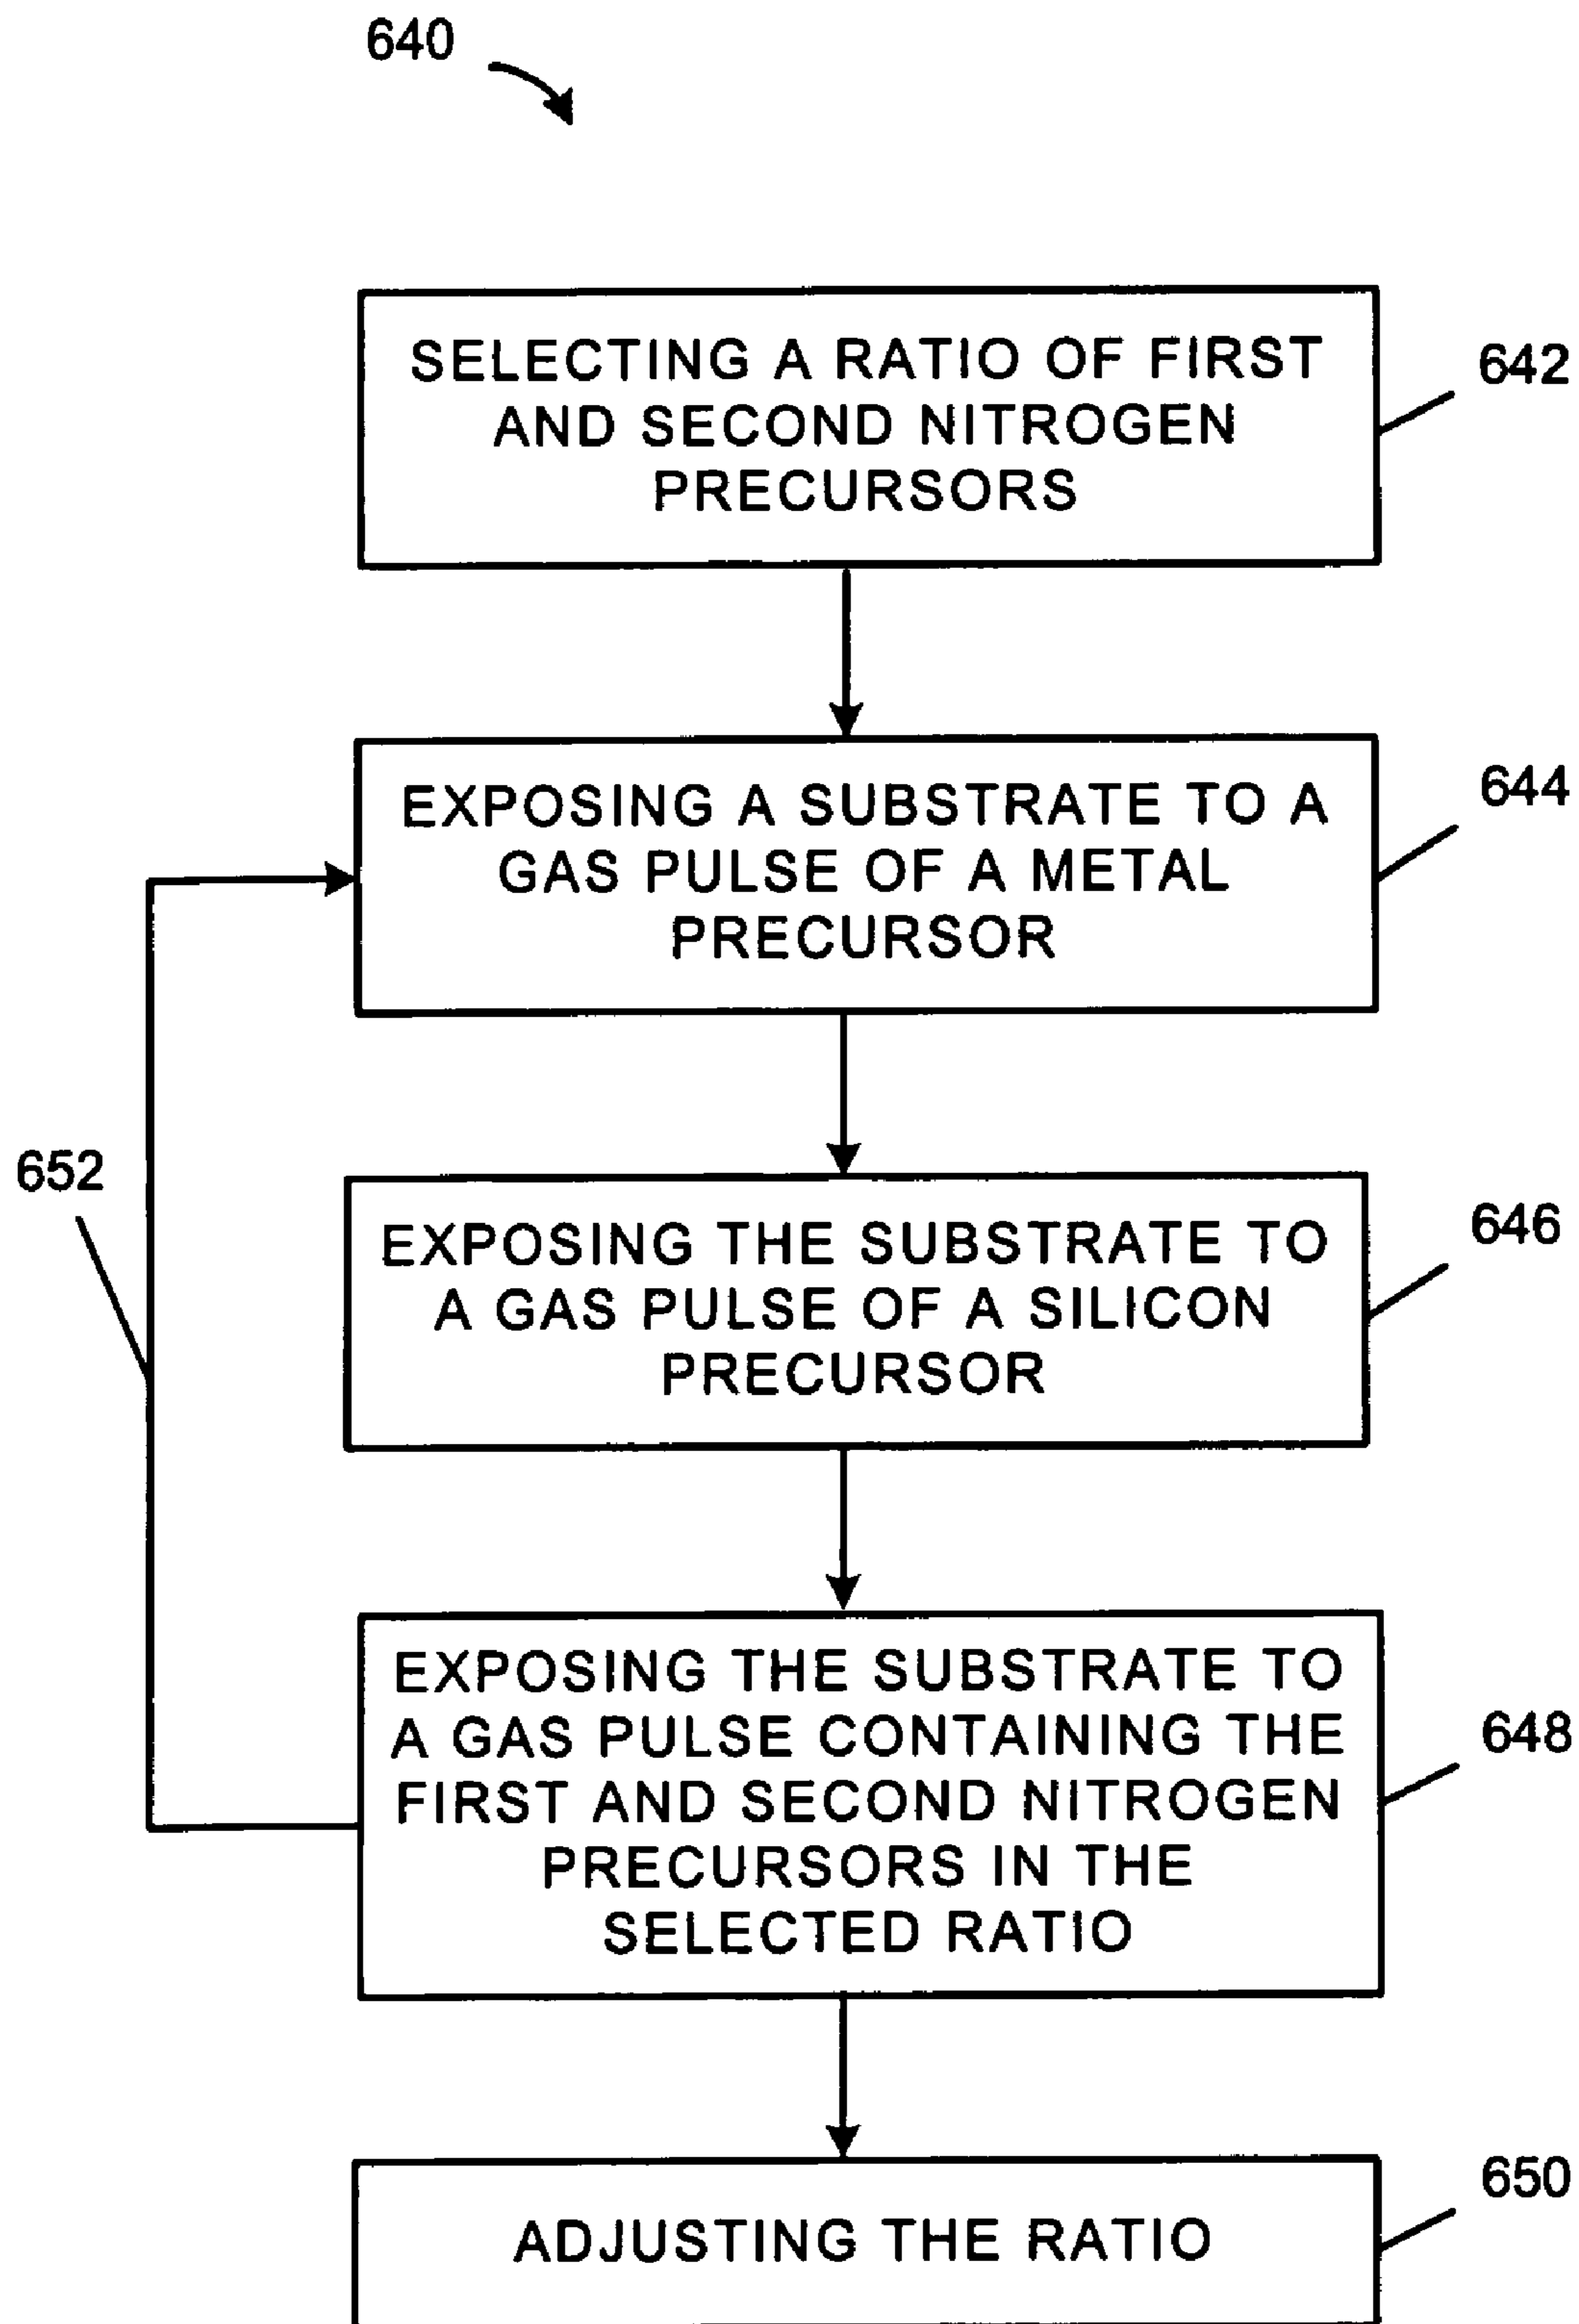 640
SELECTING A RATIO OF FIRST
AND SECOND NITROGEN
PRECURSORS
642
EXPOSING A SUBSTRATE TO A
GAS PULSE OF A METAL
PRECURSOR
644
652
EXPOSING THE SUBSTRATE TO
A GAS PULSE OF A SILICON
PRECURSOR
646
EXPOSING THE SUBSTRATE TO
A GAS PULSE CONTAINING THE
FIRST AND SECOND NITROGEN
PRECURSORS IN THE
SELECTED RATIO
648
ADJUSTING THE RATIO
650